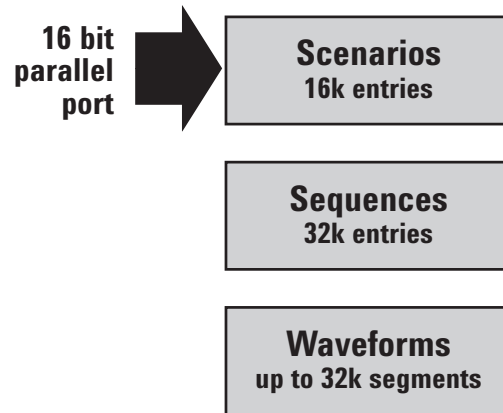 16 bit
parallel
port
Scenarios
16k entries
Sequences
32k entries
Waveforms
up to 32k segments